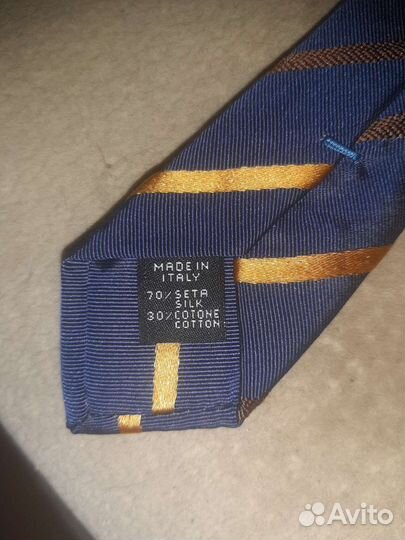 MADE IN
ITALY
70% SETA
SILK
30% COTONE
COTTON
Avito